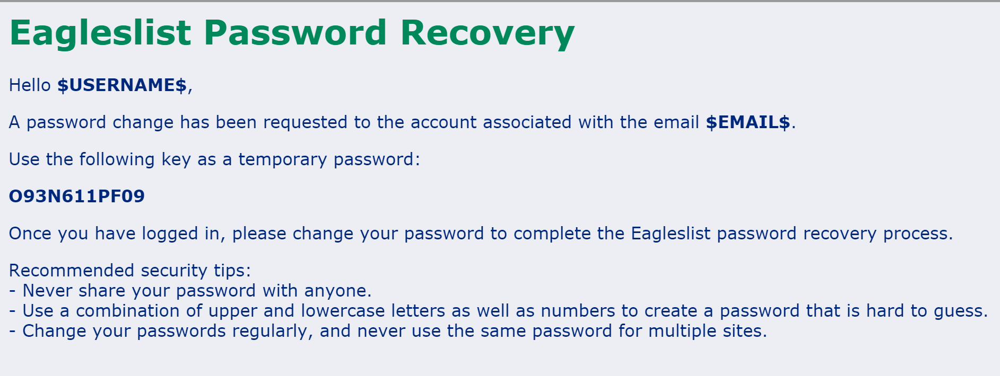 Eagleslist Password Recovery
Hello $USERNAME$,
A password change has been requested to the account associated with the email $EMAIL$.
Use the following key as a temporary password:
O93N611PF09
Once you have logged in, please change your password to complete the Eagleslist password recovery process.
Recommended security tips:
- Never share your password with anyone.
- Use a combination of upper and lowercase letters as well as numbers to create a password that is hard to guess.
- Change your passwords regularly, and never use the same password for multiple sites.